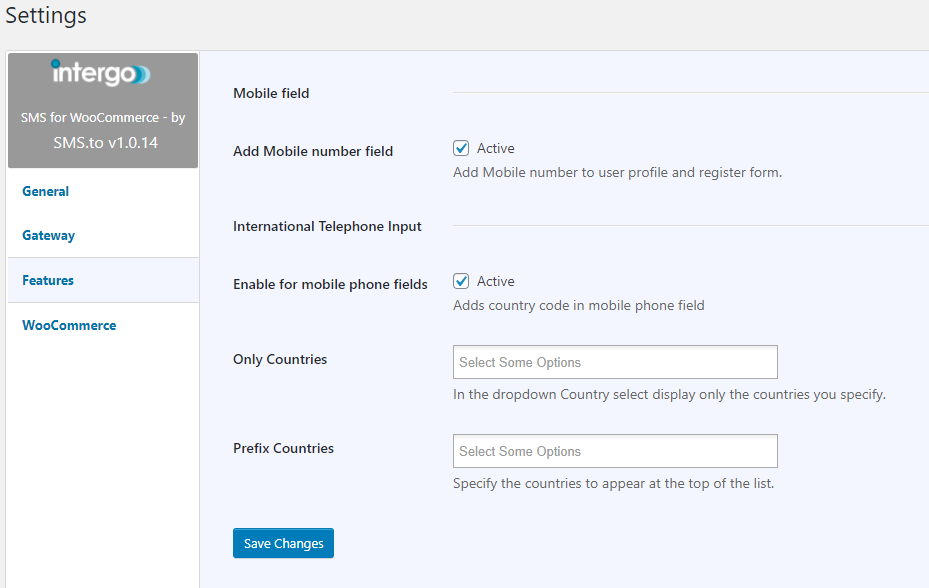 Settings
intergo
SMS for WooCommerce - by
SMS.to v1.0.14
General
Gateway
Features
WooCommerce
Mobile field
Add Mobile number field
Active
Add Mobile number to user profile and register form.
International Telephone Input
Enable for mobile phone fields
Active
Adds country code in mobile phone field
Only Countries
Select Some Options
In the dropdown Country select display only the countries you specify.
Prefix Countries
Select Some Options
Specify the countries to appear at the top of the list.
Save Changes